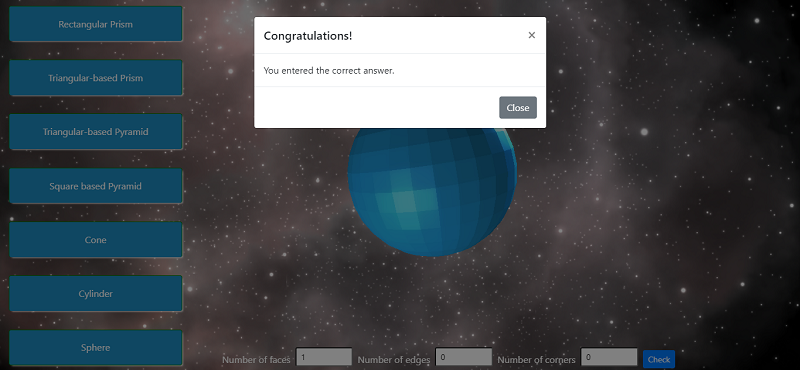 Rectangular Prism
Triangular-based Prism
Triangular-based Pyramid
Square based Pyramid
Cone
Cylinder
Sphere
Congratulations!
×
You entered the correct answer.
Close
Number of faces 1 Number of edges 0 Number of corners 0 Check